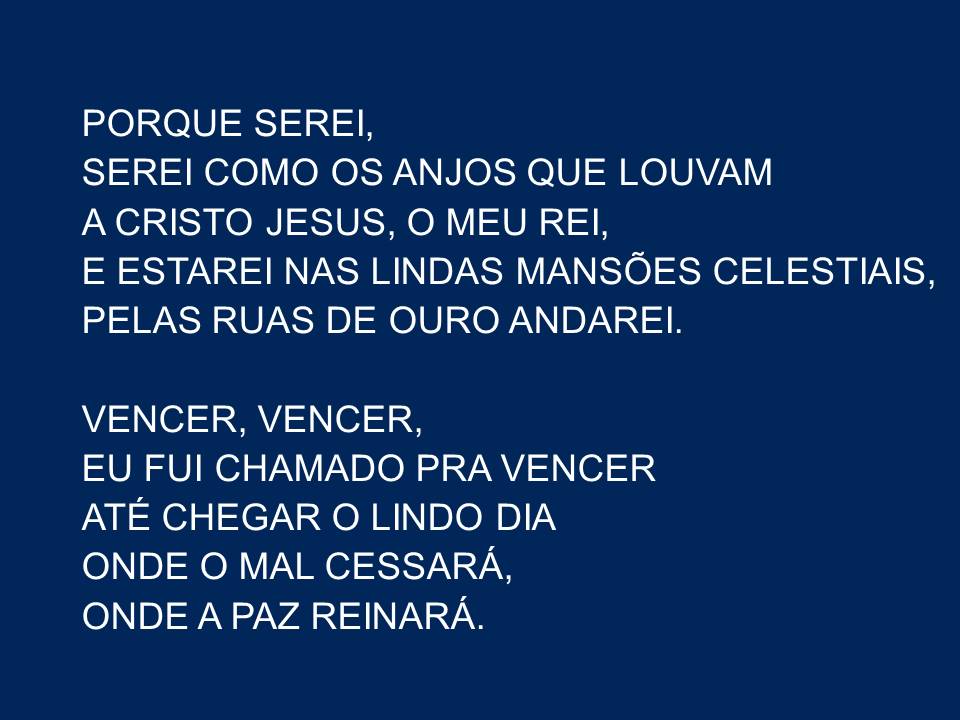 PORQUE SEREI,
SEREI COMO OS ANJOS QUE LOUVAM
A CRISTO JESUS, O MEU REI,
E ESTAREI NAS LINDAS MANSÕES CELESTIAIS,
PELAS RUAS DE OURO ANDAREI.

VENCER, VENCER,
EU FUI CHAMADO PRA VENCER
ATÉ CHEGAR O LINDO DIA
ONDE O MAL CESSARÁ,
ONDE A PAZ REINARÁ.